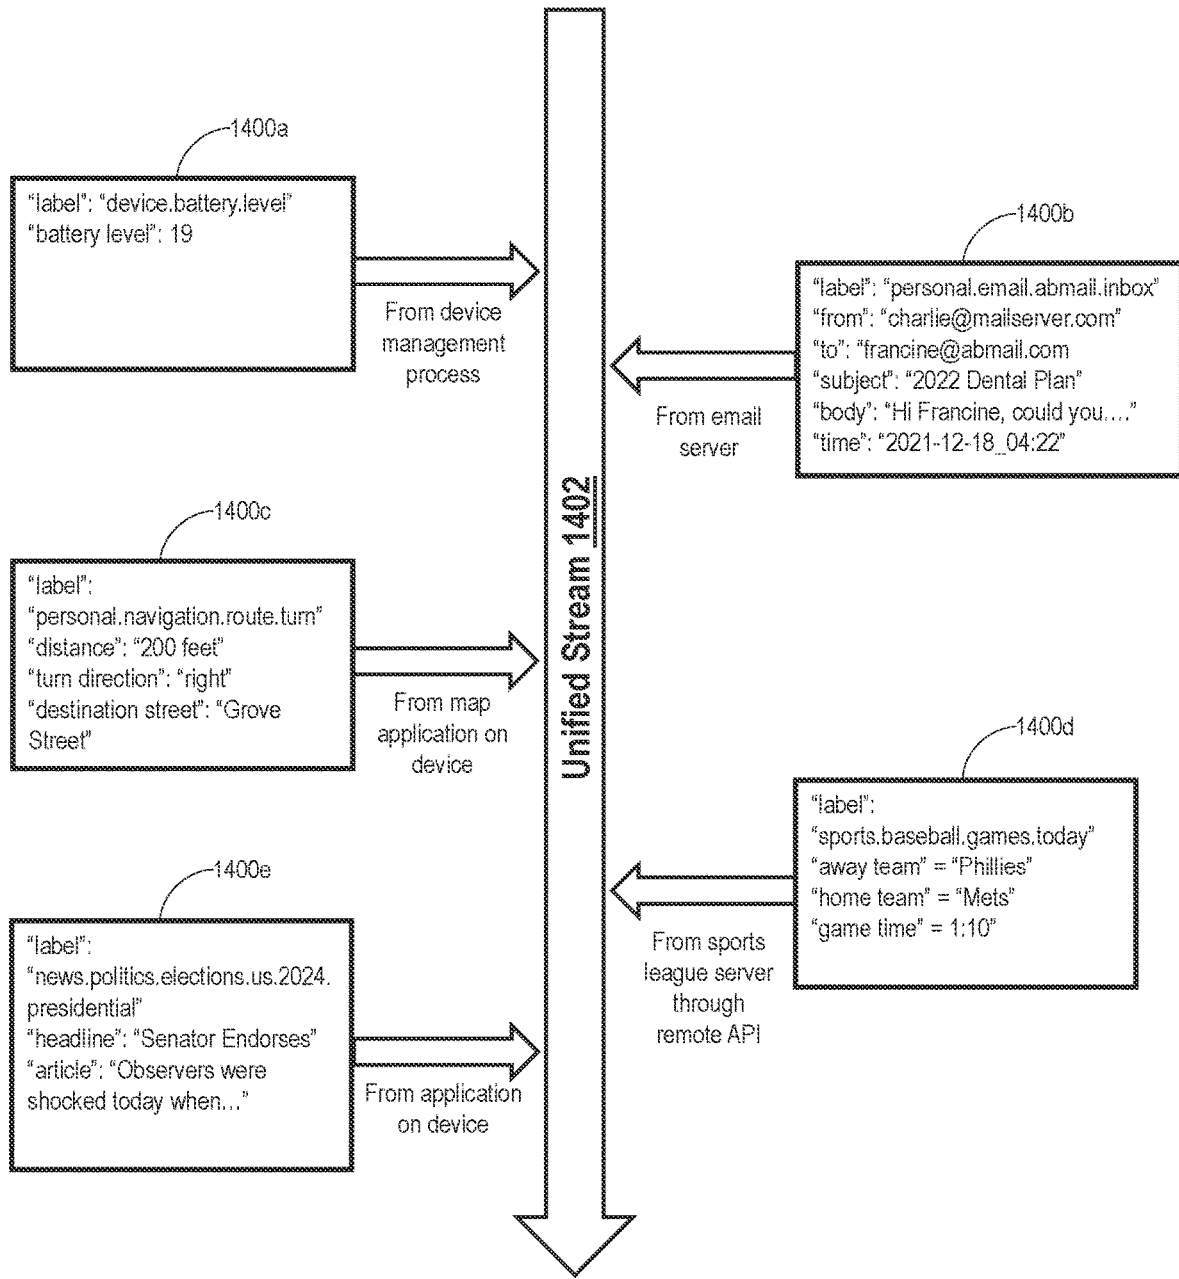 1400a
“label”: “device.battery.level”
“battery level”: 19
From device
management
process
1400b
“label”: “personal.email.abmail.inbox”
“from”: “charlie@mailserver.com”
“to”: “francine@abmail.com
“subject”: “2022 Dental Plan”
“body”: “Hi Francine, could you....”
“time”: “2021-12-18_04:22”
From email
server
Unified Stream 1402
1400c
“label”:
“personal.navigation.route.turn”
“distance”: “200 feet”
“turn direction”: “right”
“destination street”: “Grove
Street”
From map
application on
device
1400d
“label”:
“sports.baseball.games.today”
“away team” = “Phillies”
“home team” = “Mets”
“game time” = 1:10”
From sports
league server
through
remote API
1400e
“label”:
“news.politics.elections.us.2024.
presidential”
“headline”: “Senator Endorses”
“article”: “Observers were
shocked today when...”
From application
on device